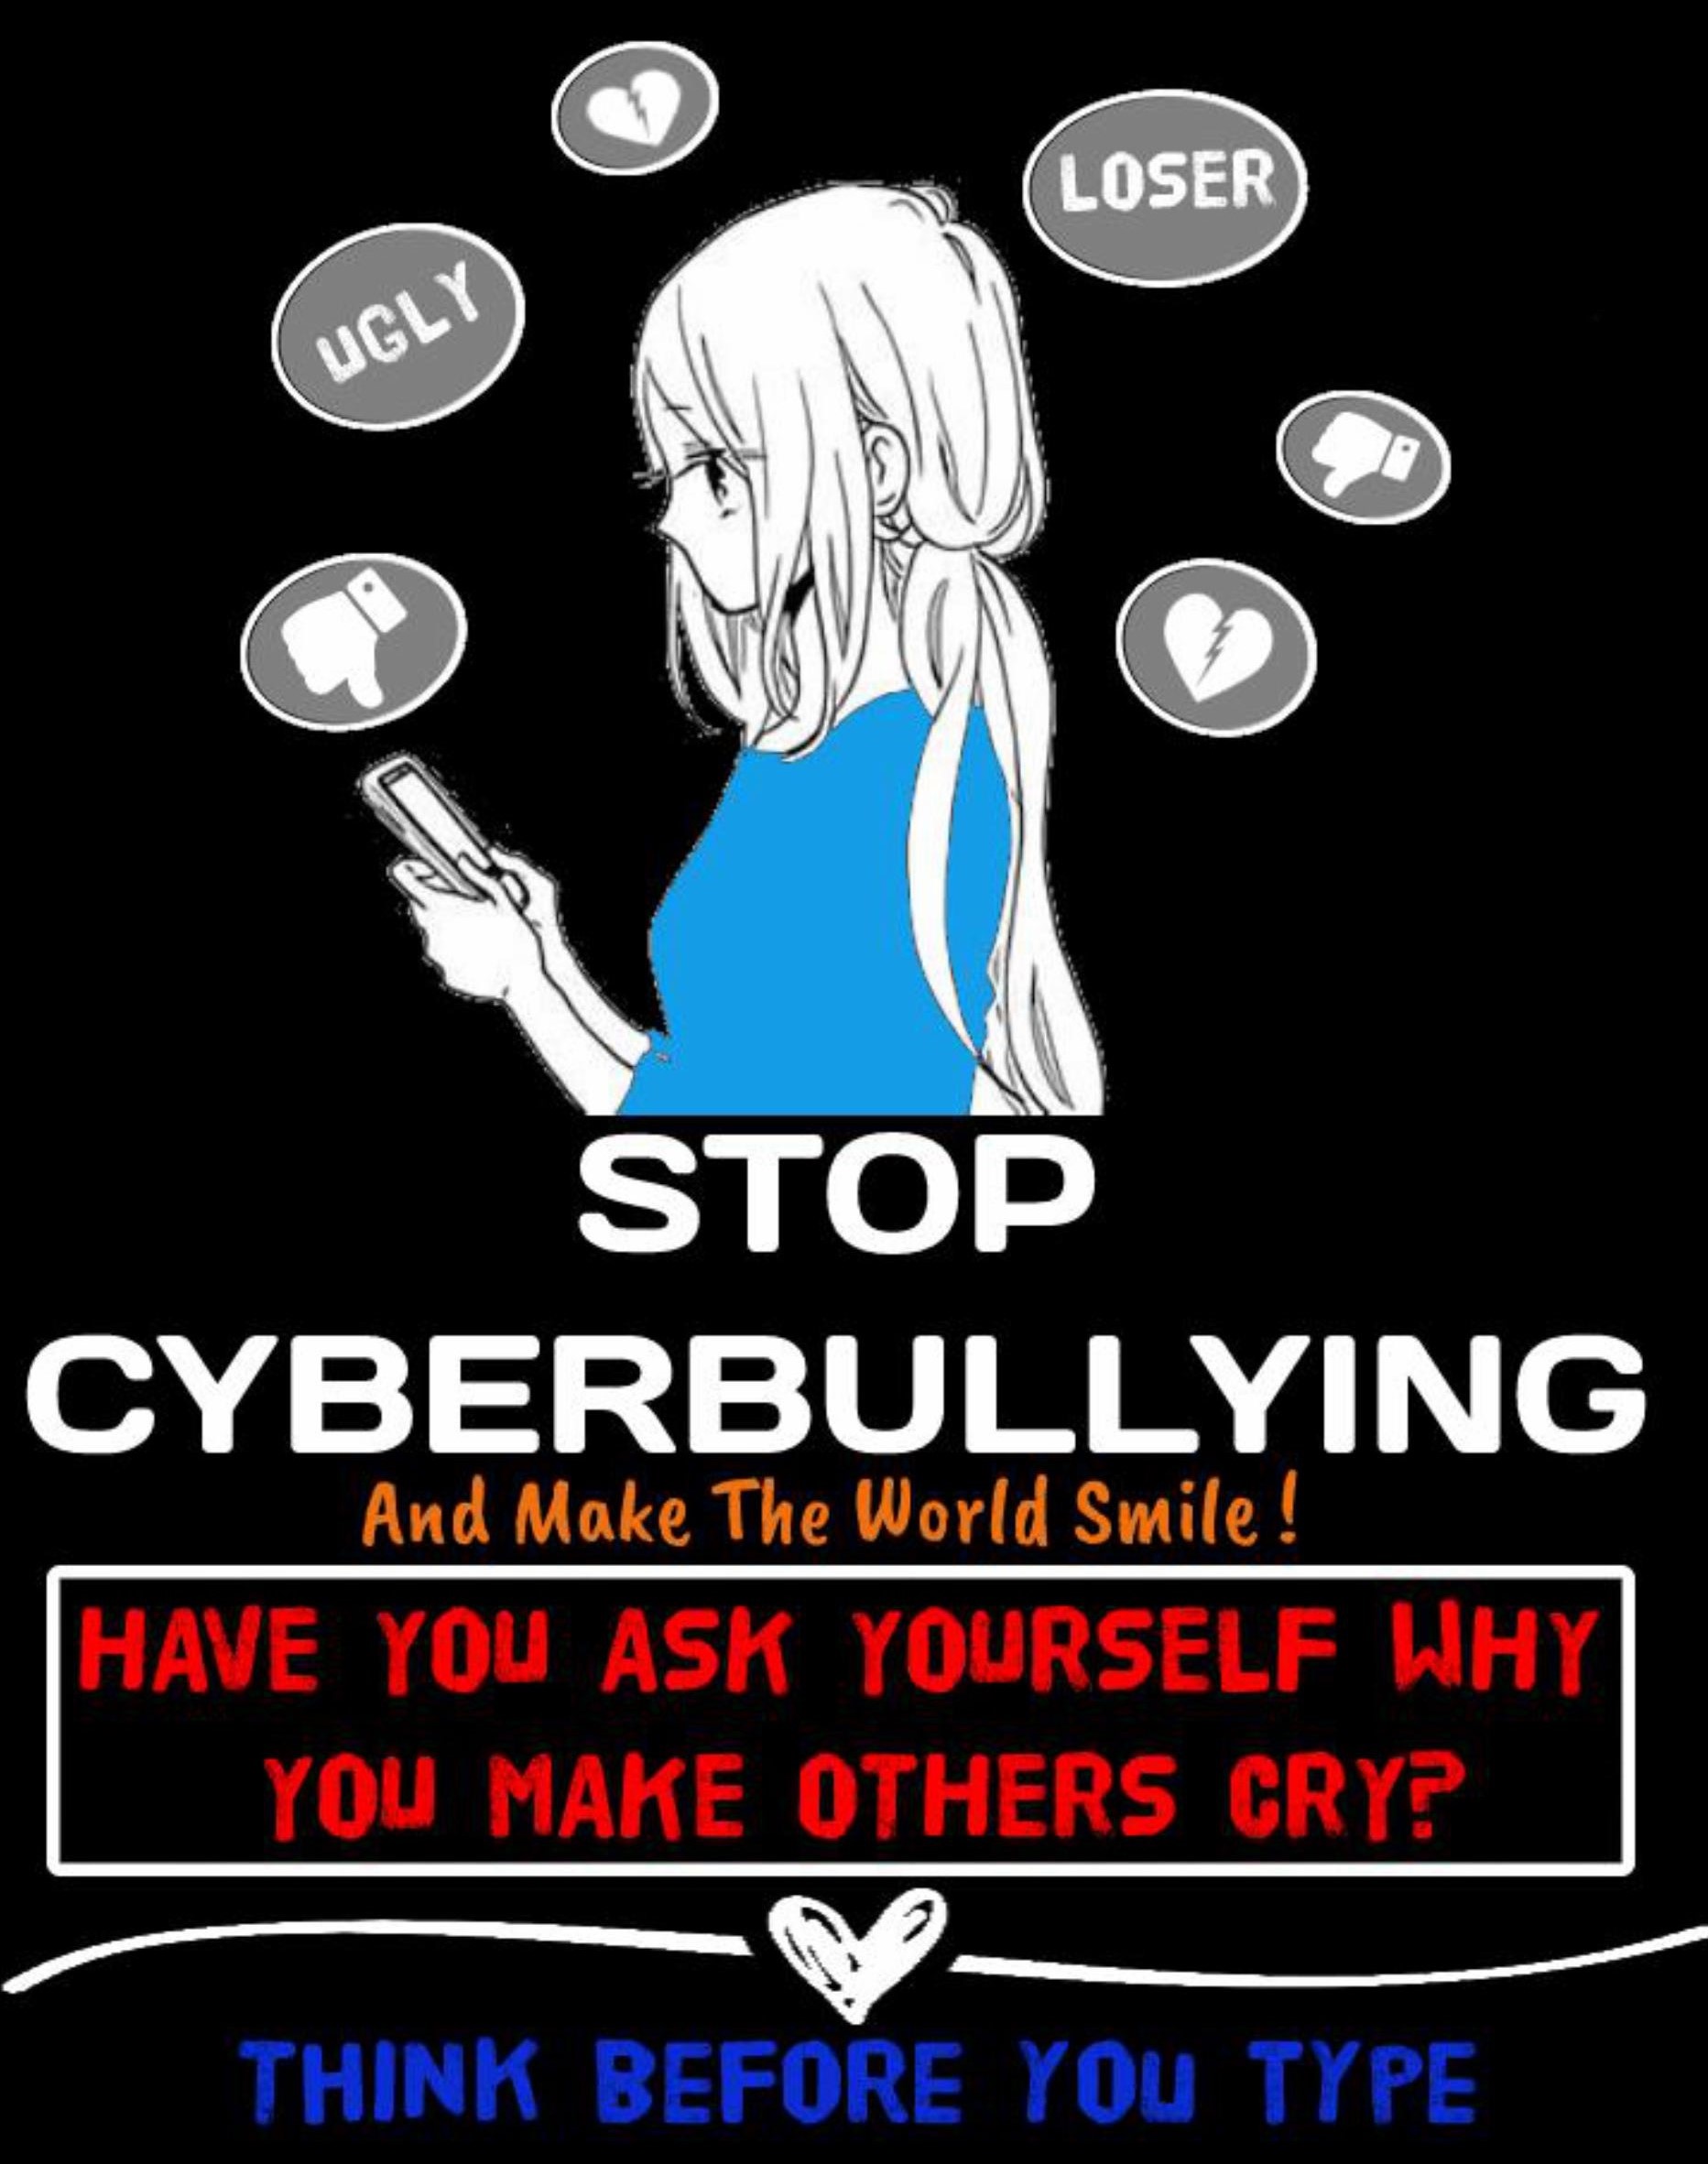 LOSER
UGLY
STOP
CYBERBULLYING
And Make The World Smile !
HAVE YOU ASK YOURSELF WHY
YOU MAKE OTHERS CRY?
THINK BEFORE YOU TYPE